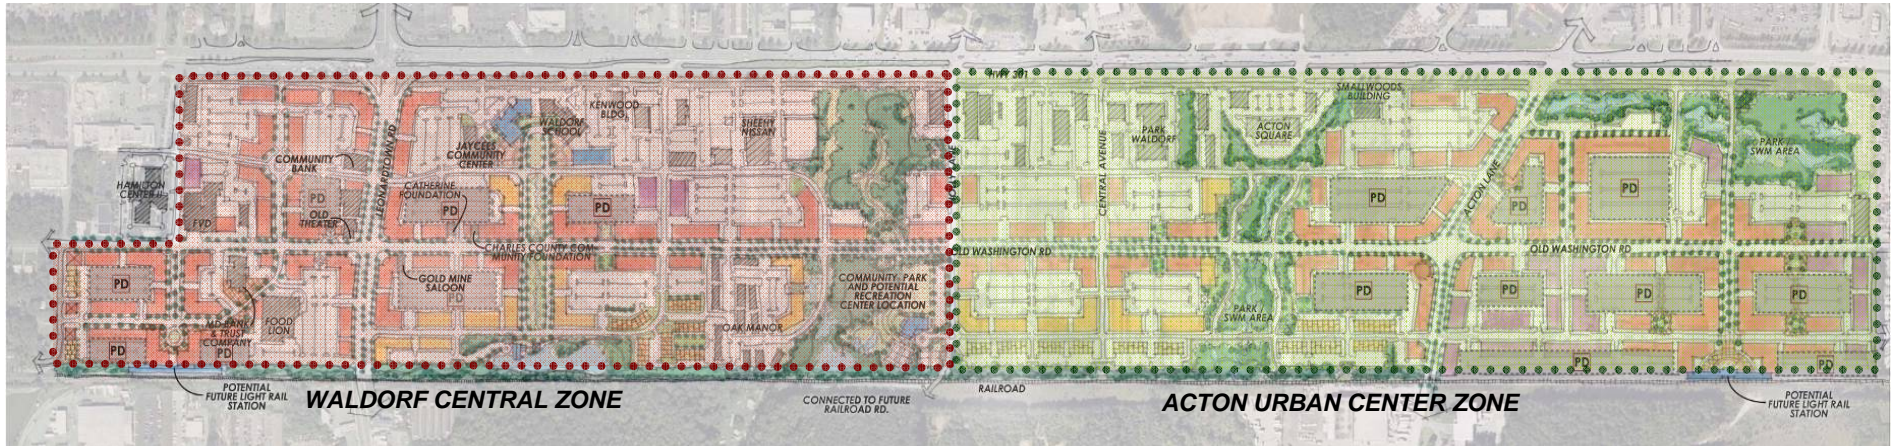 HWY 301
SMALLWOODS
BUILDING
KENWOOD
BLDG.
WALDORF
SCHOOL
SHEEHY
NISSAN
PARK
WALDORF
ACTON
SQUARE
PARK /
SWM AREA
JAYCEES
COMMUNITY
CENTER
COMMUNITY
BANK
LEONARDTOWN RD
CENTRAL AVENUE
ACTON LANE
HAMILTON
CENTER II
CATHERINE
FOUNDATION
PD
PD
PD
PD
PD
PD
OLD
THEATER
FVD
CHARLES COUNTY COM-
MUNITY FOUNDATION
OLD WASHINGTON RD
OLD WASHINGTON RD
GOLD MINE
SALOON
COMMUNITY PARK
AND POTENTIAL
RECREATION
CENTER LOCATION
PD
PD
PD
PD
PD
PD
PARK /
SWM AREA
MD BANK
& TRUST
COMPANY
FOOD
LION
OAK MANOR
PD
PD
PD
PD
RAILROAD
POTENTIAL
FUTURE LIGHT RAIL
STATION
WALDORF CENTRAL ZONE
CONNECTED TO FUTURE
RAILROAD RD.
ACTON URBAN CENTER ZONE
POTENTIAL
FUTURE LIGHT RAIL
STATION